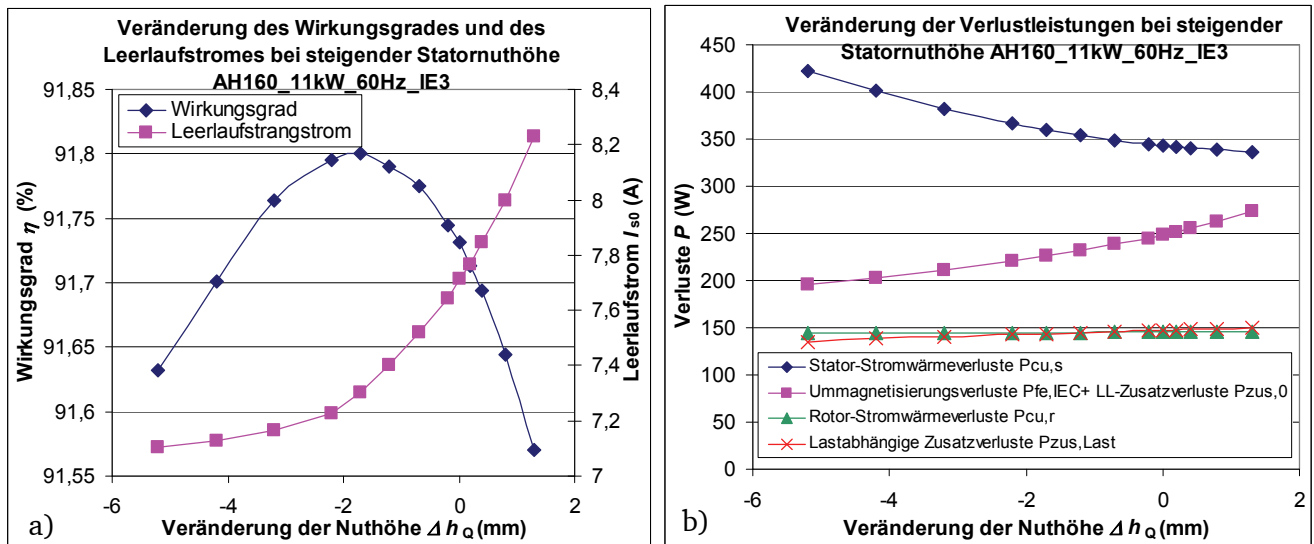 Veränderung des Wirkungsgrades und des
Leerlaufstromes bei steigender Statornuthöhe
AH160_11kW_60Hz_IE3
91,85
91,8
91,75
91,7
91,65
91,6
91,55
Wirkungsgrad η (%)
Wirkungsgrad
Leerlaufstrangstrom
8,4
8,2
8
7,8
7,6
7,4
7,2
7
Leerlaufstrom I s0 (A)
-6 -4 -2 0 2
Veränderung der Nuthöhe Δ h Q (mm)
a)
Veränderung der Verlustleistungen bei steigender
Statornuthöhe AH160_11kW_60Hz_IE3
450
400
350
300
250
200
150
100
50
0
Verluste P (W)
Stator-Stromwärmeverluste Pcu,s
Ummagnetisierungsverluste Pfe,IEC+ LL-Zusatzverluste Pzus,0
Rotor-Stromwärmeverluste Pcu,r
Lastabhängige Zusatzverluste Pzus,Last
-6 -4 -2 0 2
Veränderung der Nuthöhe Δ h Q (mm)
b)